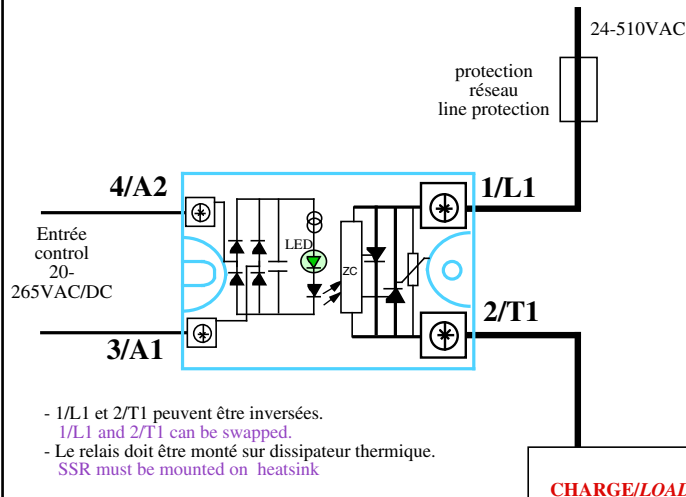 24-510VAC
protection
réseau
line protection
4/A2
1/L1
Entrée
control
20-
265VAC/DC
LED
ZC
2/T1
3/A1
- 1/L1 et 2/T1 peuvent être inversées.
1/L1 and 2/T1 can be swapped.
- Le relais doit être monté sur dissipateur thermique.
SSR must be mounted on heatsink
CHARGE/LOAD